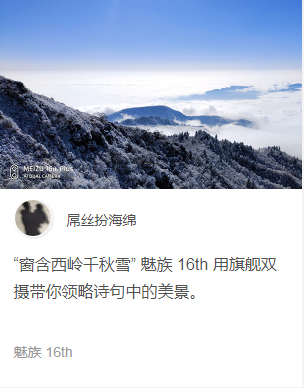 MEIZU 16th Plus
AI DUAL CAMERA
屌丝扮海绵
“窗含西岭千秋雪” 魅族 16th 用旗舰双
摄带你领略诗句中的美景。
魅族 16th